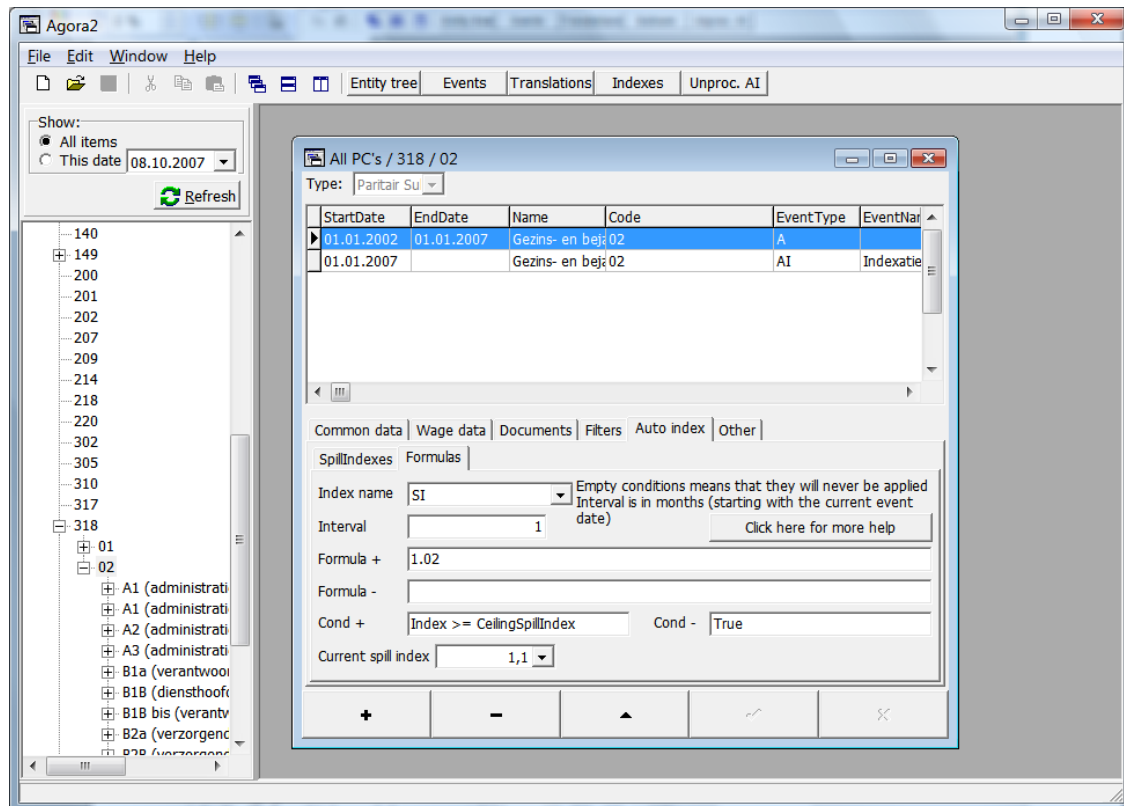 Agora2
File Edit Window Help
Entity tree Events Translations Indexes Unproc. AI
Show:
All items
This date 08.10.2007
Refresh
140
149
200
201
202
207
209
214
218
220
302
305
310
317
318
01
02
A1 (administrati
A1 (administrati
A2 (administrati
A3 (administrati
B1a (verantwoor
B1B (diensthoofd
B1B bis (verantw
B2a (verzorgend
B2B (verzorgend
All PC's / 318 / 02
Type: Paritair Su
StartDate EndDate Name Code EventType EventNar
01.01.2002 01.01.2007 Gezins- en beja 02 A
01.01.2007 Gezins- en beja 02 AI Indexatie
Common data Wage data Documents Filters Auto index Other
SpillIndexes Formulas
Index name SI
Empty conditions means that they will never be applied
Interval is in months (starting with the current event
date)
Interval 1 Click here for more help
Formula + 1.02
Formula -
Cond + Index >= CeilingSpillIndex Cond - True
Current spill index 1,1